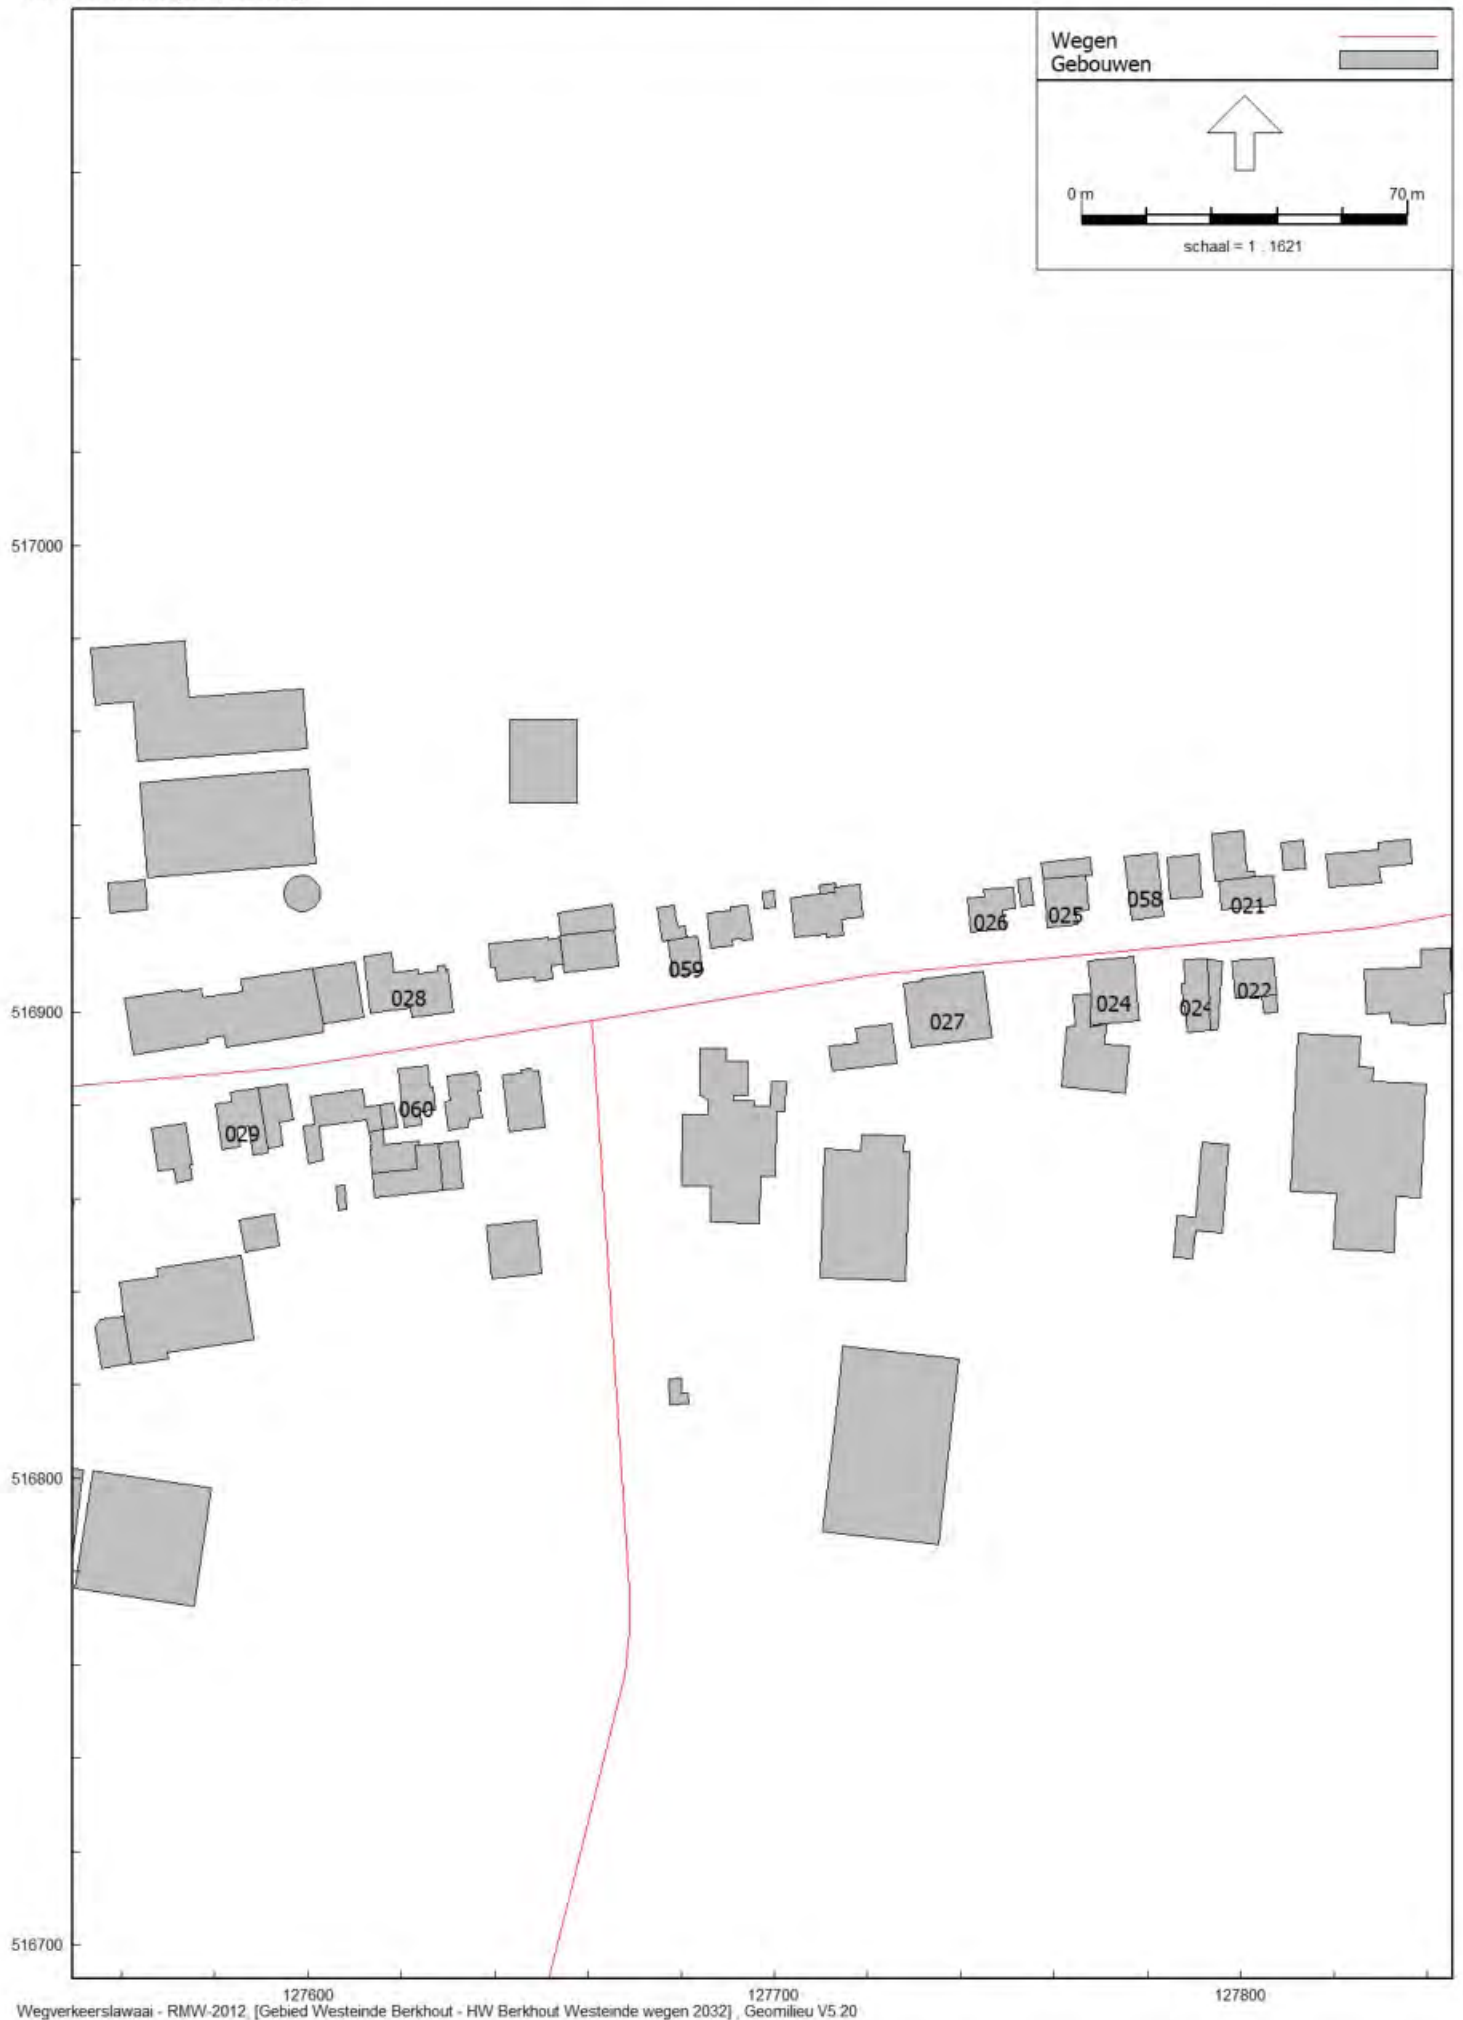 Wegen
Gebouwen
0 m 70 m
schaal = 1 : 1621
517000
058
026 025 021
059
516900
028
024 024 022
027
060
029
516800
516700
127600 127700 127800
Wegverkeerslawaai - RMW-2012, [Gebied Westeinde Berkhout - HW Berkhout Westeinde wegen 2032] , Geomilieu V5.20